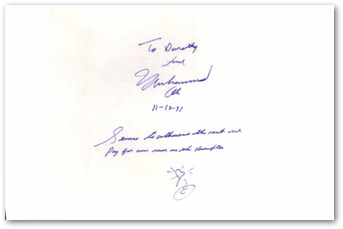 To Dorothy
Love
Muhammad
Ali
11-12-91
Service to others is the rent we
Pay for our room in the